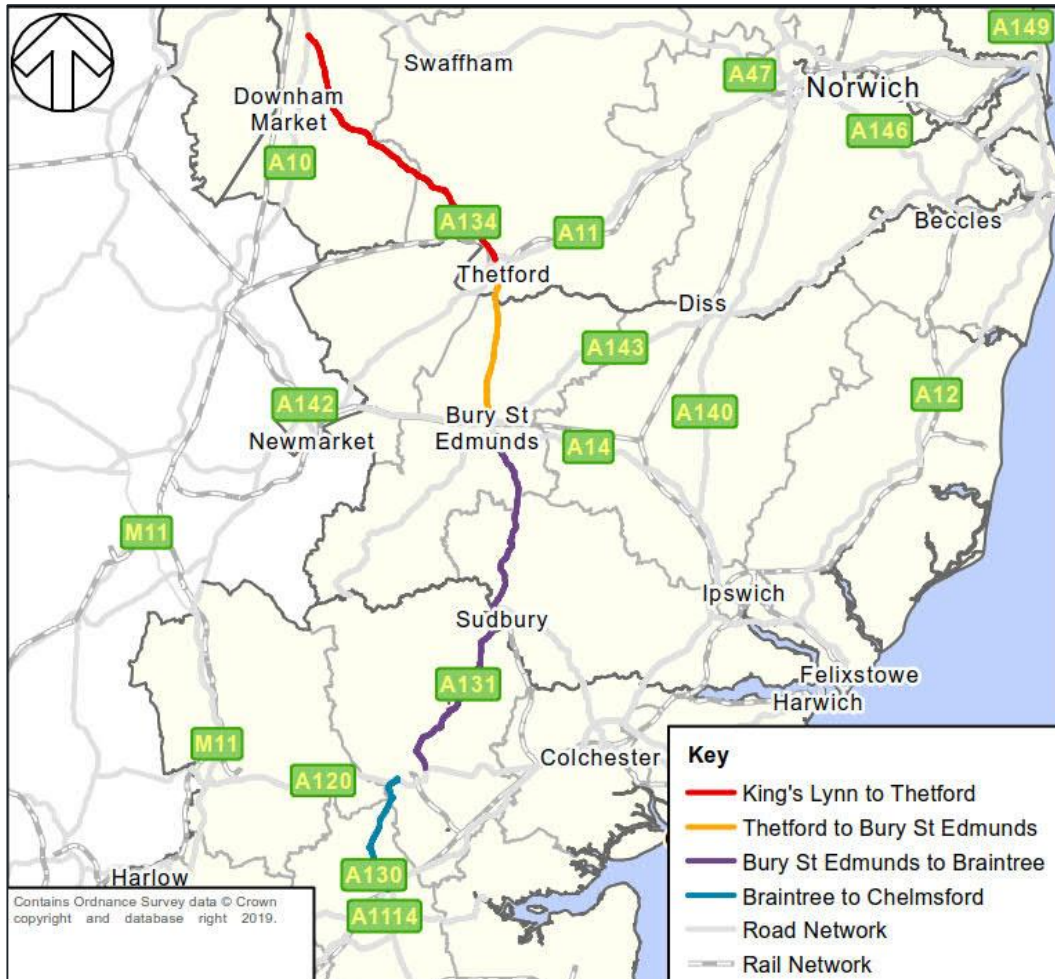 A149
Swaffham
A47
Norwich
Downham
Market
A146
A10
A134
A11
Beccles
Thetford
Diss
A143
A142
A12
Bury St
Edmunds
A140
Newmarket
A14
M11
Ipswich
Sudbury
A131
Felixstowe
Harwich
M11
Colchester
A120
Harlow
A130
A1114
Contains Ordnance Survey data © Crown
copyright and database right 2019.
Key
King's Lynn to Thetford
Thetford to Bury St Edmunds
Bury St Edmunds to Braintree
Braintree to Chelmsford
Road Network
Rail Network